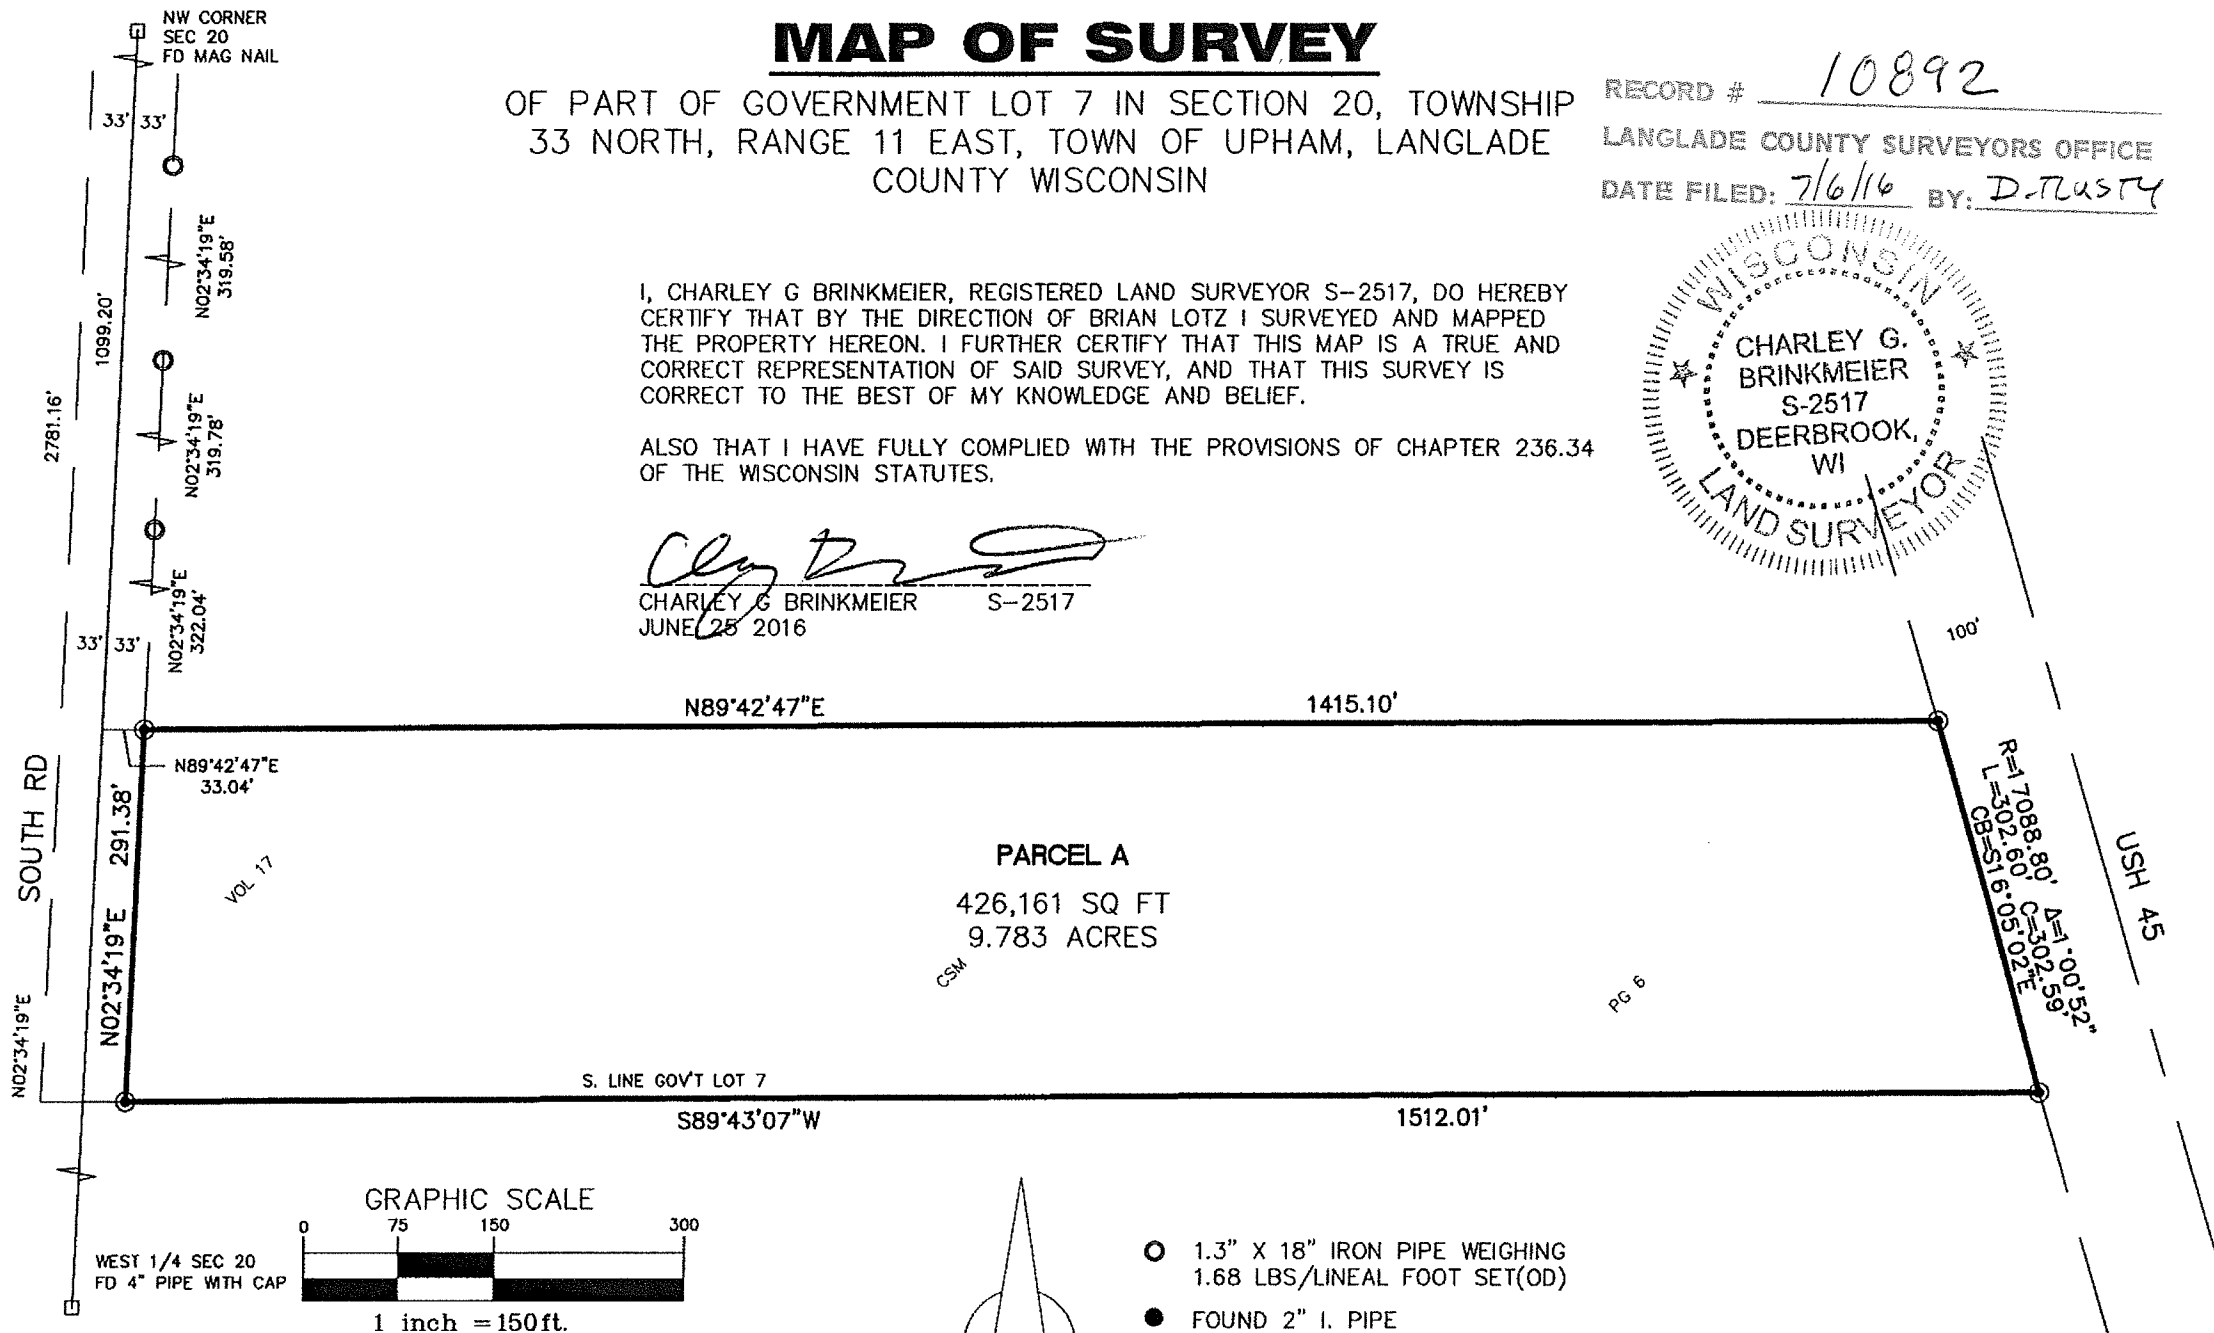 NW CORNER
SEC 20
FD MAG NAIL
MAP OF SURVEY
OF PART OF GOVERNMENT LOT 7 IN SECTION 20, TOWNSHIP
33 NORTH, RANGE 11 EAST, TOWN OF UPHAM, LANGLADE
COUNTY WISCONSIN
RECORD # 10892
LANGLADE COUNTY SURVEYORS OFFICE
DATE FILED: 7/6/16 BY:
WISCONSIN
CHARLEY G.
BRINKMEIER
S-2517
DEERBROOK,
WI
LAND SURVEYOR
33' 33'
N02°34'19"E
319.58'
1099.20'
2781.16'
N02°34'19"E
319.78'
N02°34'19"E
322.04'
33' 33'
I, CHARLEY G BRINKMEIER, REGISTERED LAND SURVEYOR S-2517, DO HEREBY
CERTIFY THAT BY THE DIRECTION OF BRIAN LOTZ I SURVEYED AND MAPPED
THE PROPERTY HEREON. I FURTHER CERTIFY THAT THIS MAP IS A TRUE AND
CORRECT REPRESENTATION OF SAID SURVEY, AND THAT THIS SURVEY IS
CORRECT TO THE BEST OF MY KNOWLEDGE AND BELIEF.
ALSO THAT I HAVE FULLY COMPLIED WITH THE PROVISIONS OF CHAPTER 236.34
OF THE WISCONSIN STATUTES.
CHARLEY G BRINKMEIER S-2517
JUNE 25 2016
100'
N89°42'47"E 1415.10'
N89°42'47"E
33.04'
SOUTH RD
N02°34'19"E 291.38'
VOL 17
PARCEL A
426,161 SQ FT
9.783 ACRES
CSM
PG 6
R=17088.80' Δ=1°00'52"
L=302.60' C=302.59'
CB=S16°05'02"E
USH 45
N02°34'19"E
S. LINE GOV'T LOT 7
S89°43'07"W 1512.01'
GRAPHIC SCALE
0 75 150 300
1 inch = 150 ft.
WEST 1/4 SEC 20
FD 4" PIPE WITH CAP
1.3" X 18" IRON PIPE WEIGHING
1.68 LBS/LINEAL FOOT SET(OD)
FOUND 2" I. PIPE